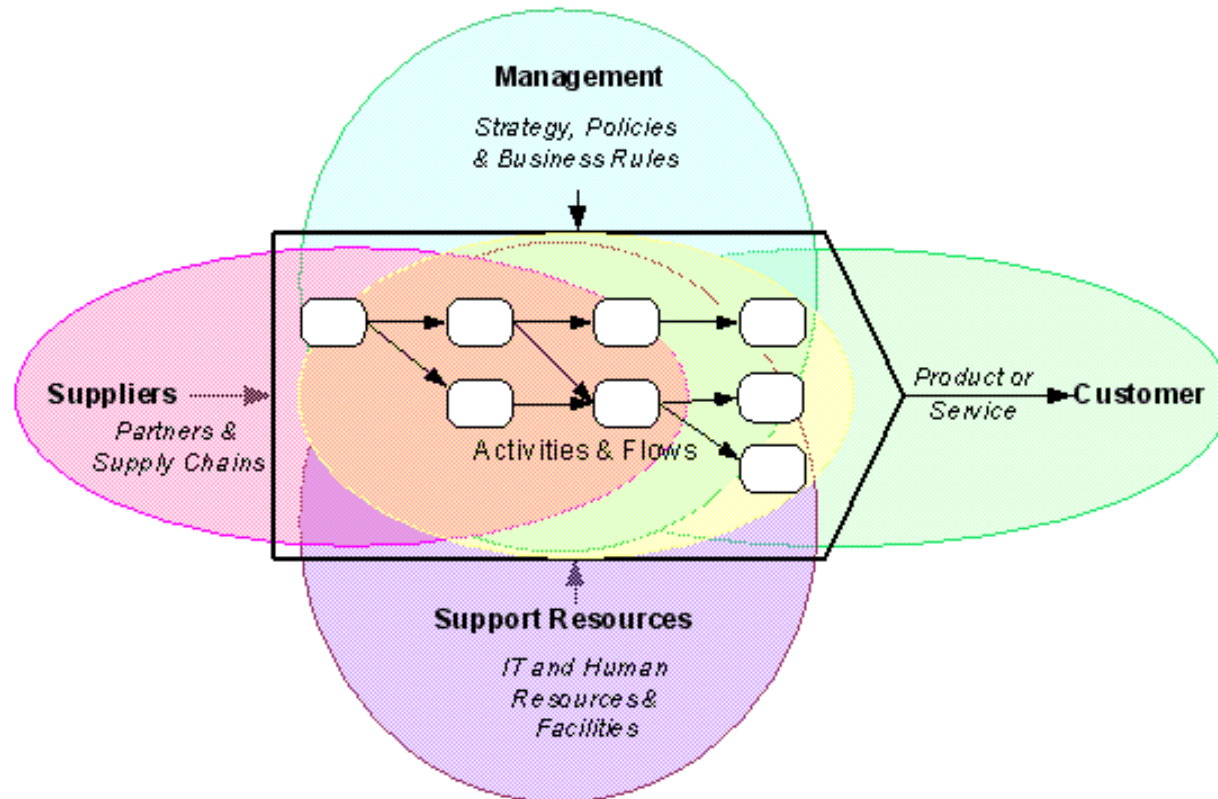 Management
Strategy, Policies
& Business Rules
Suppliers
Partners &
Supply Chains
Activities & Flows
Product or
Service
Customer
Support Resources
IT and Human
Resources &
Facilities